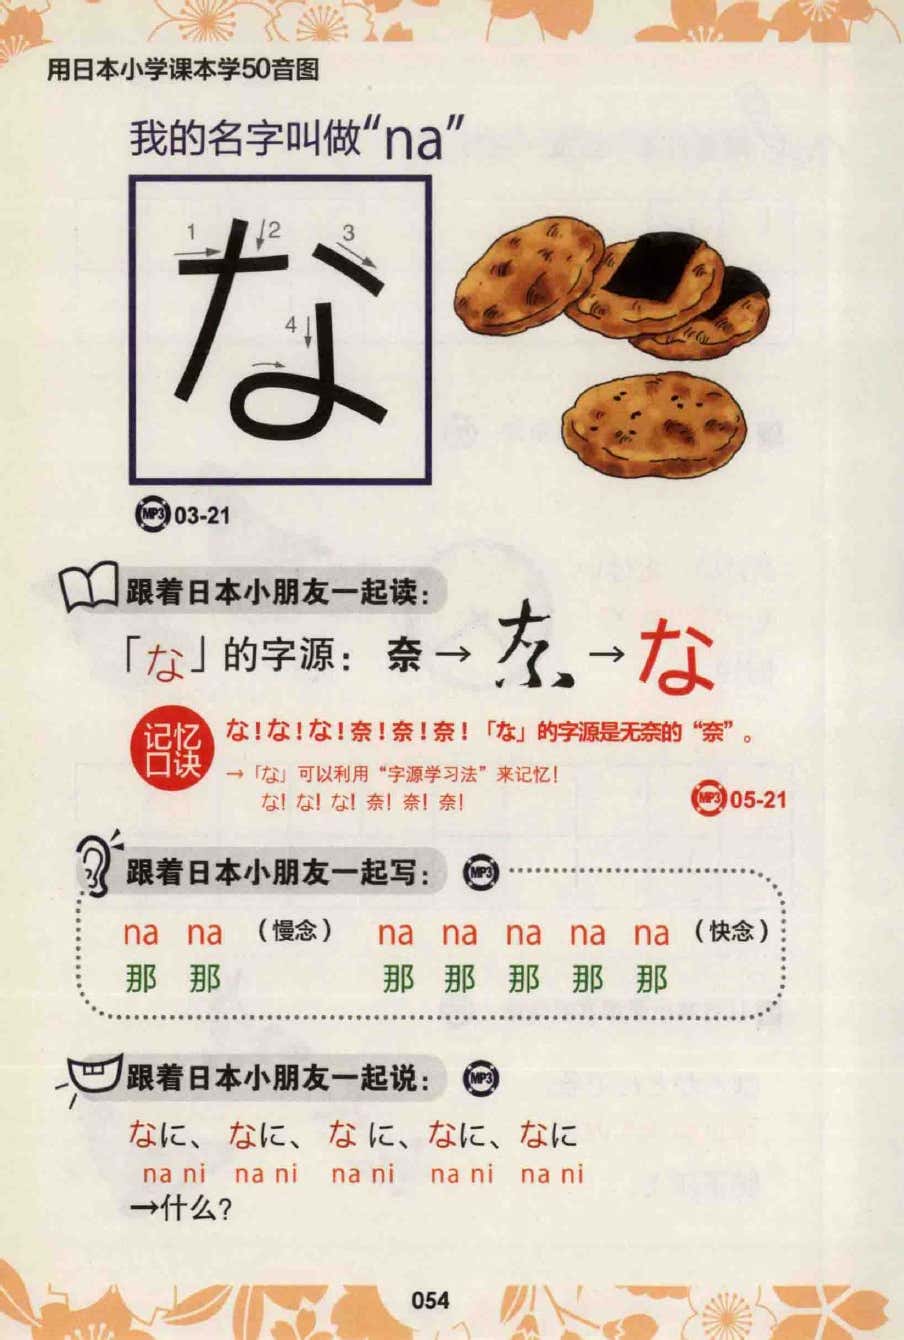 用日本小学课本学50音图
我的名字叫做“na”
1 2 3
な
4
MP3 03-21
跟着日本小朋友一起读：
「な」的字源： 奈→ →な
记忆
口诀
な！な！な！奈！奈！奈！「な」的字源是无奈的“奈”。
→「な」可以利用“字源学习法”来记忆！
な！な！な！奈！奈！奈！
MP3 05-21
跟着日本小朋友一起写： MP3
na na （慢念） na na na na na （快念）
那 那 那 那 那 那 那
跟着日本小朋友一起说： MP3
なに、 なに、 な に、なに、なに
na ni na ni na ni na ni na ni
→什么？
054